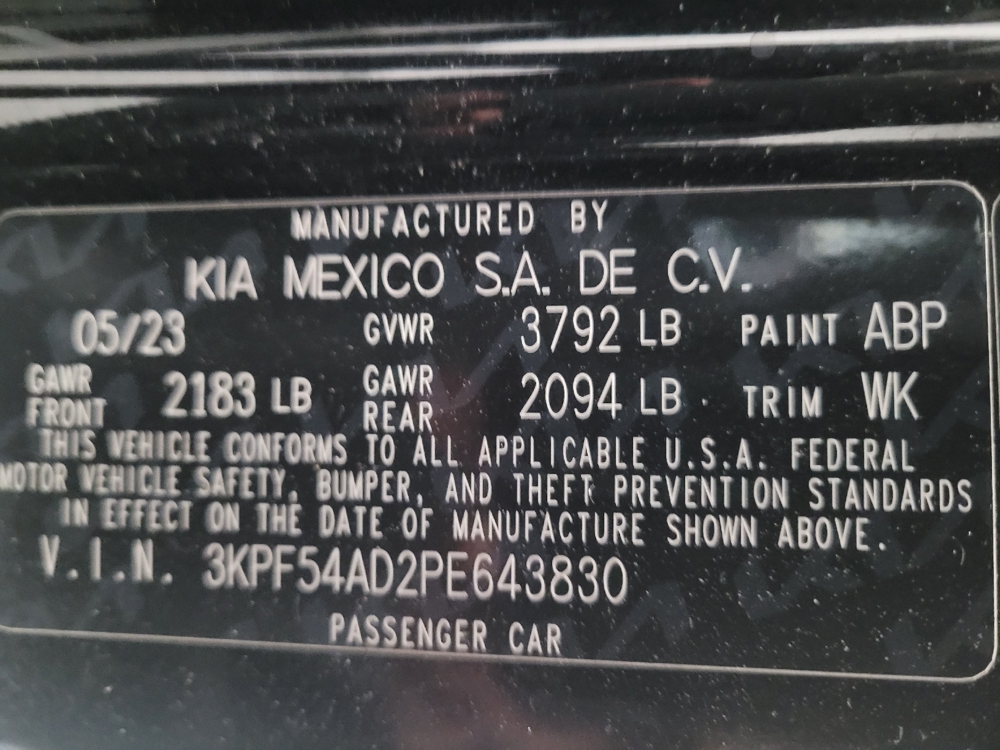 MANUFACTURED BY
KIA MEXICO S.A. DE C.V.
05/23 GVWR 3792 LB PAINT ABP
GAWR FRONT 2183 LB GAWR REAR 2094 LB TRIM WK
THIS VEHICLE CONFORMS TO ALL APPLICABLE U.S.A. FEDERAL
MOTOR VEHICLE SAFETY, BUMPER, AND THEFT PREVENTION STANDARDS
IN EFFECT ON THE DATE OF MANUFACTURE SHOWN ABOVE.
V.I.N. 3KPF54AD2PE643830
PASSENGER CAR